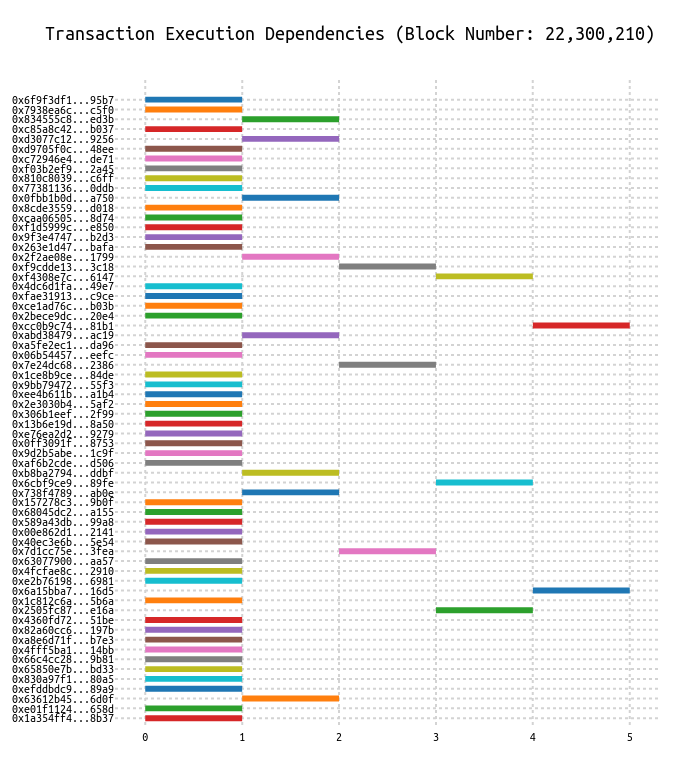 Transaction Execution Dependencies (Block Number: 22,300,210)
0x6f9f3df1...95b7
0x7938ea6c...c5f0
0x834555c8...ed3b
0xc85a8c42...b037
0xd3077c12...9256
0xd9705f0c...48ee
0xc72946e4...de71
0xf03b2ef9...2a45
0x810c8039...c6ff
0x77381136...0ddb
0x0fbb1b0d...a750
0x8cde3559...d018
0xcaa06505...8d74
0xf1d5999c...e850
0x9f3e4747...b2d3
0x263e1d47...bafa
0x2f2ae08e...1799
0xf9cdde13...3c18
0xf4308e7c...6147
0x4dc6d1fa...49e7
0xfae31913...c9ce
0xce1ad76c...b03b
0x2bece9dc...20e4
0xcc0b9c74...81b1
0xabd38479...ac19
0xa5fe2ec1...da96
0x06b54457...eefc
0x7e24dc68...2386
0x1ce8b9ce...84de
0x9bb79472...55f3
0xee4b611b...a1b4
0x2e3030b4...5af2
0x306b1eef...2f99
0x13b6e19d...8a50
0xe76ea2d2...9279
0x0ff3091f...8753
0x9d2b5abe...1c9f
0xaf6b2cde...d506
0xb8ba2794...ddbf
0x6cbf9ce9...89fe
0x738f4789...ab0e
0x157278c3...9b0f
0x68045dc2...a155
0x589a43db...99a8
0x00e862d1...2141
0x40ec3e6b...5e54
0x7d1cc75e...3fea
0x63077900...aa57
0x4fcfae8c...2910
0xe2b76198...6981
0x6a15bba7...16d5
0x1c812c6a...5b6a
0x2505fc87...e16a
0x4360fd72...51be
0x82a60cc6...197b
0xa8e6d71f...b7e3
0x4fff5ba1...14bb
0x66c4cc28...9b81
0x65850e7b...bd33
0x830a97f1...80a5
0xefddbdc9...89a9
0x63612b45...6d0f
0xe01f1124...658d
0x1a354ff4...8b37
0 1 2 3 4 5